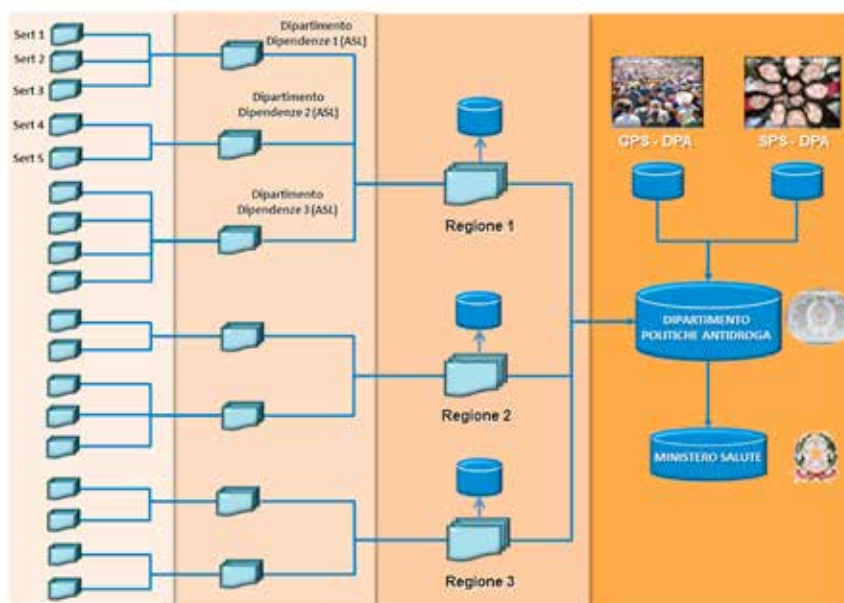 Sert 1
Sert 2
Sert 3
Sert 4
Sert 5
Dipartimento
Dipendenze 1 (ASL)
Dipartimento
Dipendenze 2 (ASL)
Dipartimento
Dipendenze 3 (ASL)
Regione 1
Regione 2
Regione 3
GPS - DPA
SPS - DPA
DIPARTIMENTO
POLITICHE ANTIDROGA
MINISTERO SALUTE